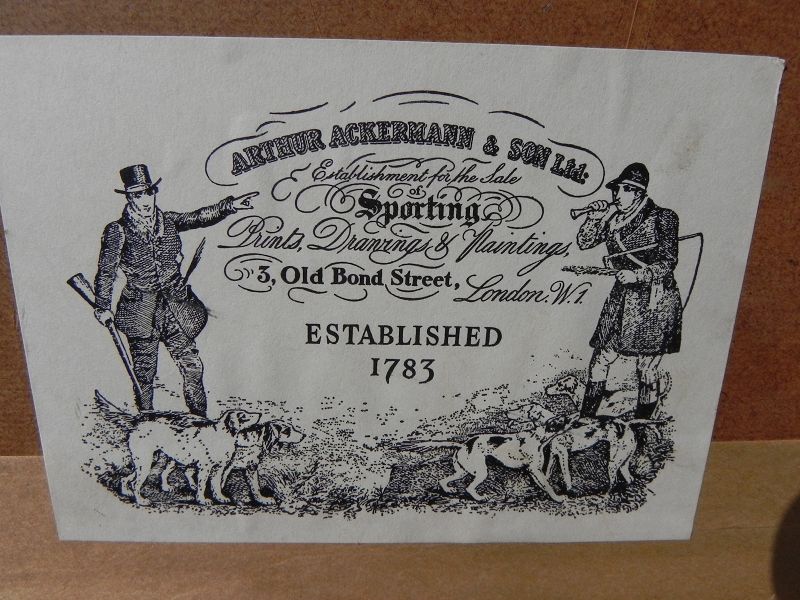 ARTHUR ACKERMANN & SON Ltd.
Establishment for the Sale
of
Sporting
Prints, Drawings & Paintings,
3, Old Bond Street, London. W.1.
ESTABLISHED
1783